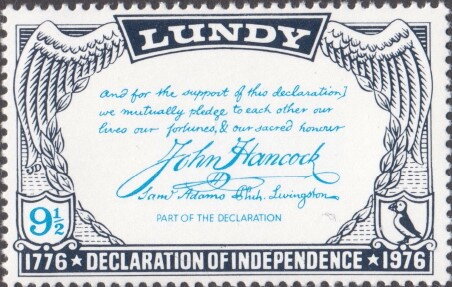 LUNDY
and for the support of this declaration]
we mutually pledge to each other our
lives our fortunes, & our sacred honour
John Hancock
Sam Adams Phil. Livingston
PART OF THE DECLARATION
9½
1776 ★ DECLARATION OF INDEPENDENCE ★ 1976